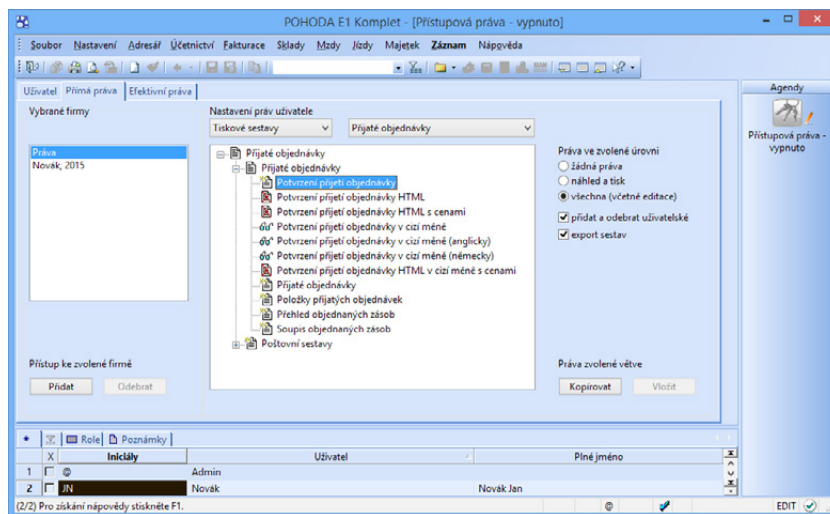 POHODA E1 Komplet - [Přístupová práva - vypnuto]
Soubor Nastavení Adresář Účetnictví Fakturace Sklady Mzdy Jízdy Majetek Záznam Nápověda
Uživatel Přímá práva Efektivní práva
Agendy
Přístupová práva - vypnuto
Vybrané firmy
Práva
Novák, 2015
Nastavení práv uživatele
Tiskové sestavy
Přijaté objednávky
Přijaté objednávky
Přijaté objednávky
Potvrzení přijetí objednávky
Potvrzení přijetí objednávky HTML
Potvrzení přijetí objednávky HTML s cenami
Potvrzení přijetí objednávky v cizí měně
Potvrzení přijetí objednávky v cizí měně (anglicky)
Potvrzení přijetí objednávky v cizí měně (německy)
Potvrzení přijetí objednávky HTML v cizí měně s cenami
Přijaté objednávky
Položky přijatých objednávek
Přehled objednaných zásob
Soupis objednaných zásob
Poštovní sestavy
Práva ve zvolené úrovni
žádná práva
náhled a tisk
všechna (včetně editace)
přidat a odebrat uživatelské
export sestav
Přístup ke zvolené firmě
Přidat Odebrat
Práva zvolené větve
Kopírovat Vložit
Role Poznámky
X Iniciály Uživatel Plné jméno
1 @ Admin
2 JN Novák Novák Jan
(2/2) Pro získání nápovědy stiskněte F1. @ EDIT